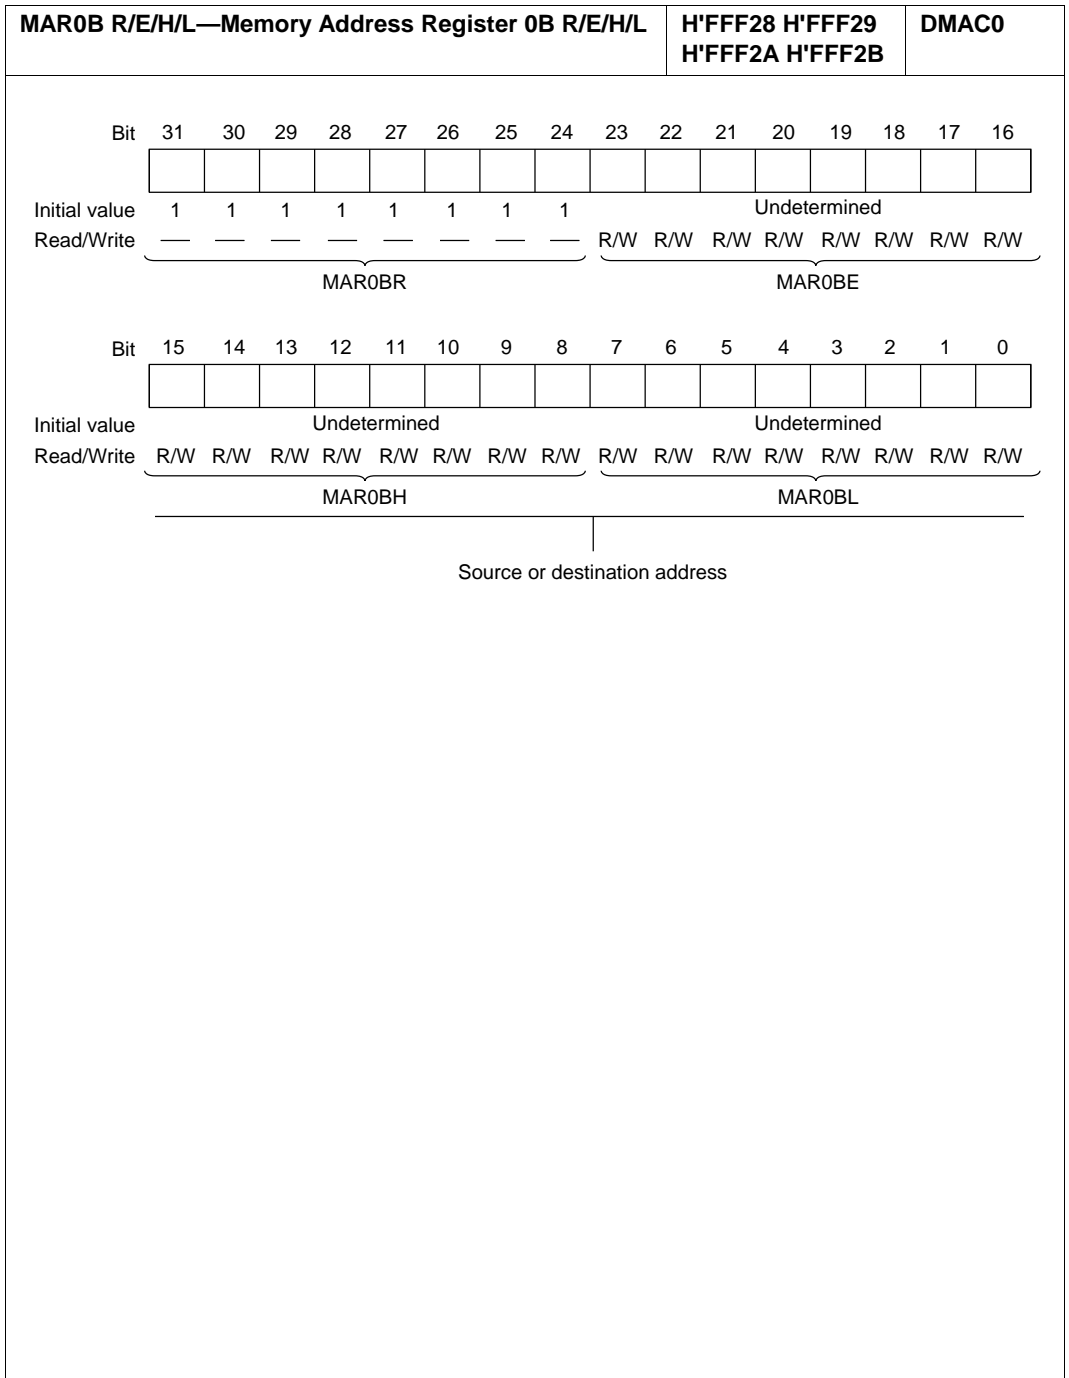 MAR0B R/E/H/L—Memory Address Register 0B R/E/H/L
H'FFF28 H'FFF29
H'FFF2A H'FFF2B
DMAC0
Bit 31 30 29 28 27 26 25 24 23 22 21 20 19 18 17 16
Initial value 1 1 1 1 1 1 1 1 Undetermined
Read/Write — — — — — — — — R/W R/W R/W R/W R/W R/W R/W R/W
MAR0BR MAR0BE
Bit 15 14 13 12 11 10 9 8 7 6 5 4 3 2 1 0
Initial value Undetermined Undetermined
Read/Write R/W R/W R/W R/W R/W R/W R/W R/W R/W R/W R/W R/W R/W R/W R/W R/W
MAR0BH MAR0BL
Source or destination address